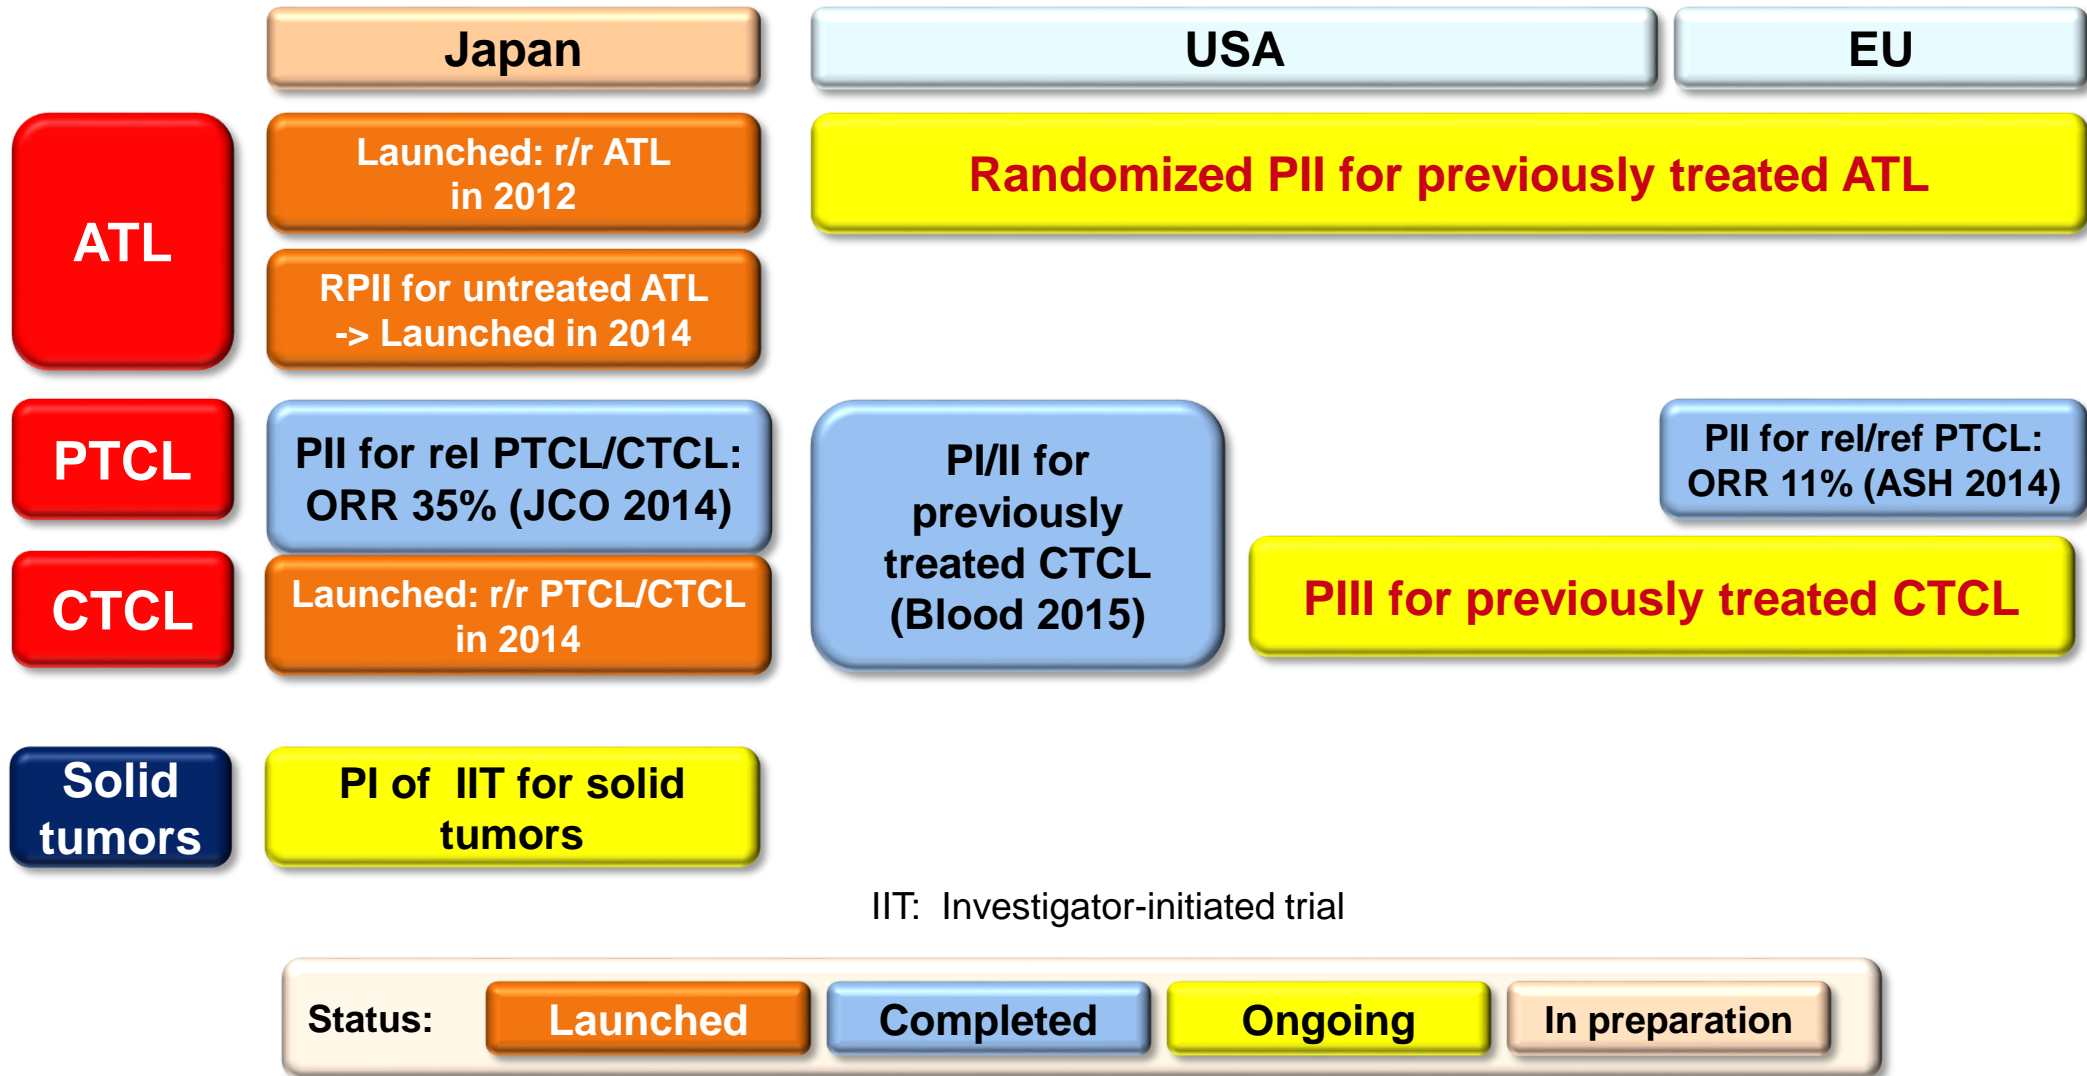 Japan
USA
EU
ATL
Launched: r/r ATL
in 2012
Randomized PII for previously treated ATL
RPII for untreated ATL
-> Launched in 2014
PTCL
PII for rel PTCL/CTCL:
ORR 35% (JCO 2014)
PI/II for
previously
treated CTCL
(Blood 2015)
PII for rel/ref PTCL:
ORR 11% (ASH 2014)
CTCL
Launched: r/r PTCL/CTCL
in 2014
PIII for previously treated CTCL
Solid
tumors
PI of  IIT for solid
tumors
IIT:  Investigator-initiated trial
Status:
Launched
Completed
Ongoing
In preparation